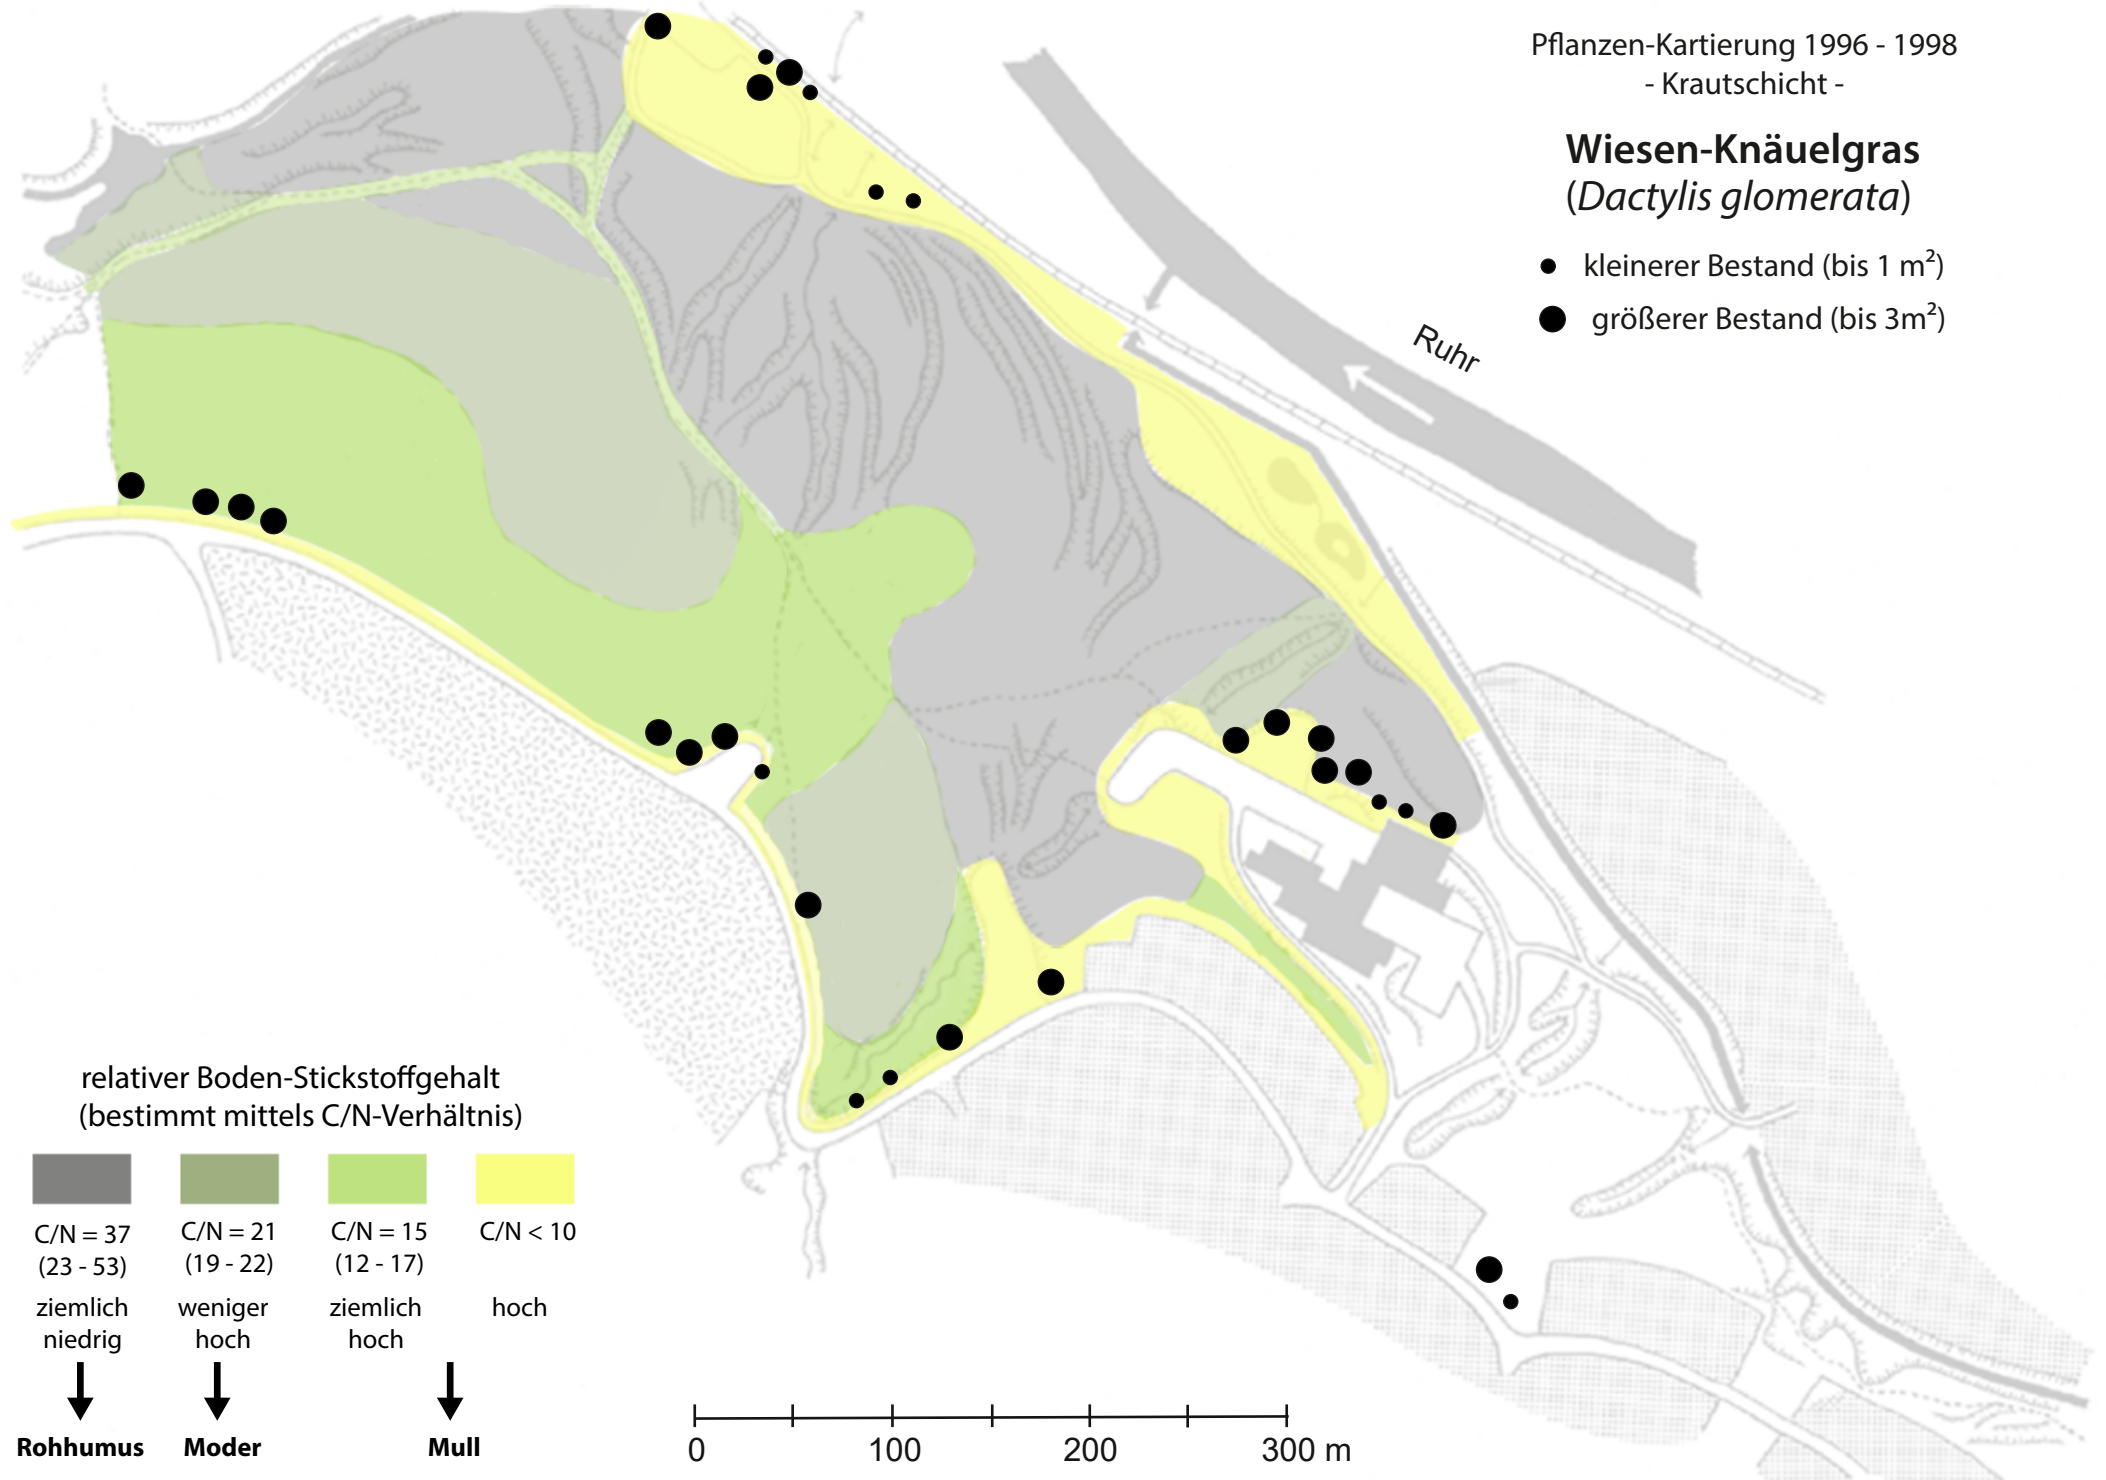 Pflanzen-Kartierung 1996 - 1998
- Krautschicht -
Wiesen-Knäuelgras
(Dactylis glomerata)
kleinerer Bestand (bis 1 m²)
größerer Bestand (bis 3m²)
Ruhr
relativer Boden-Stickstoffgehalt
(bestimmt mittels C/N-Verhältnis)
C/N = 37 C/N = 21 C/N = 15 C/N < 10
(23 - 53) (19 - 22) (12 - 17)
ziemlich weniger ziemlich hoch
niedrig hoch hoch
Rohhumus Moder Mull
0 100 200 300 m